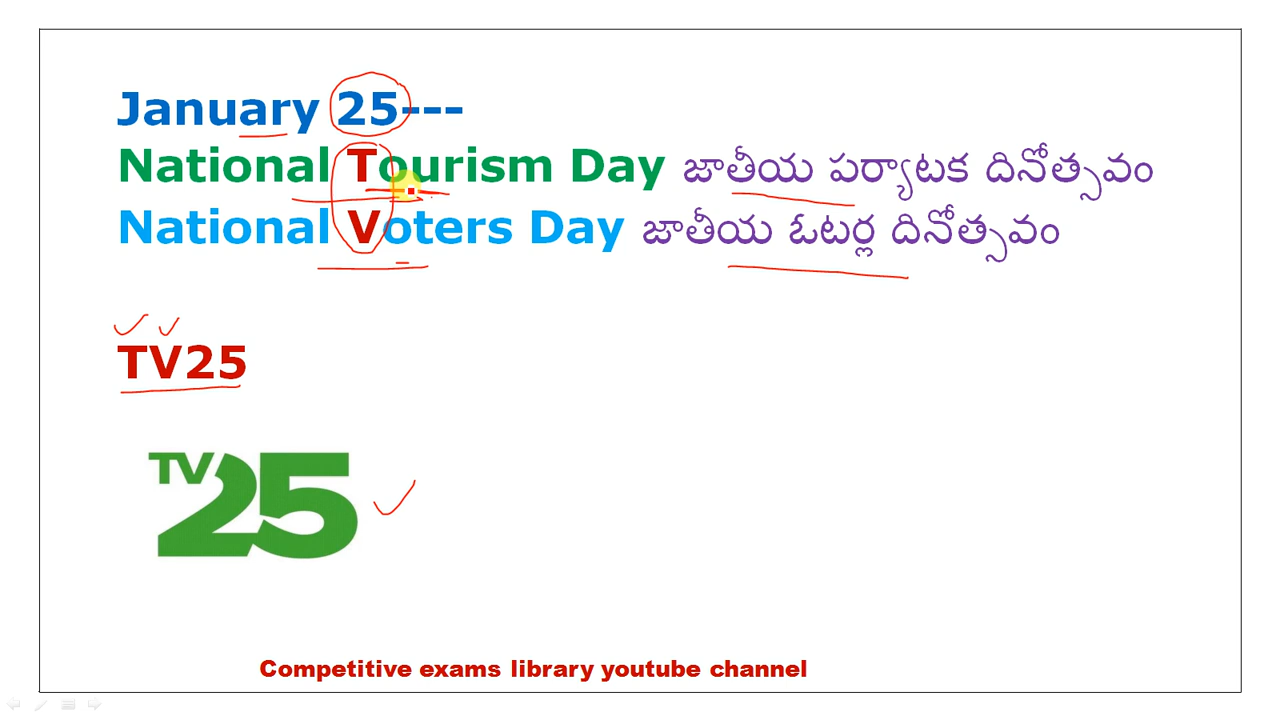 January 25---
National Tourism Day జాతీయ పర్యాటక దినోత్సవం
National Voters Day జాతీయ ఓటర్ల దినోత్సవం
TV25
TV25
Competitive exams library youtube channel